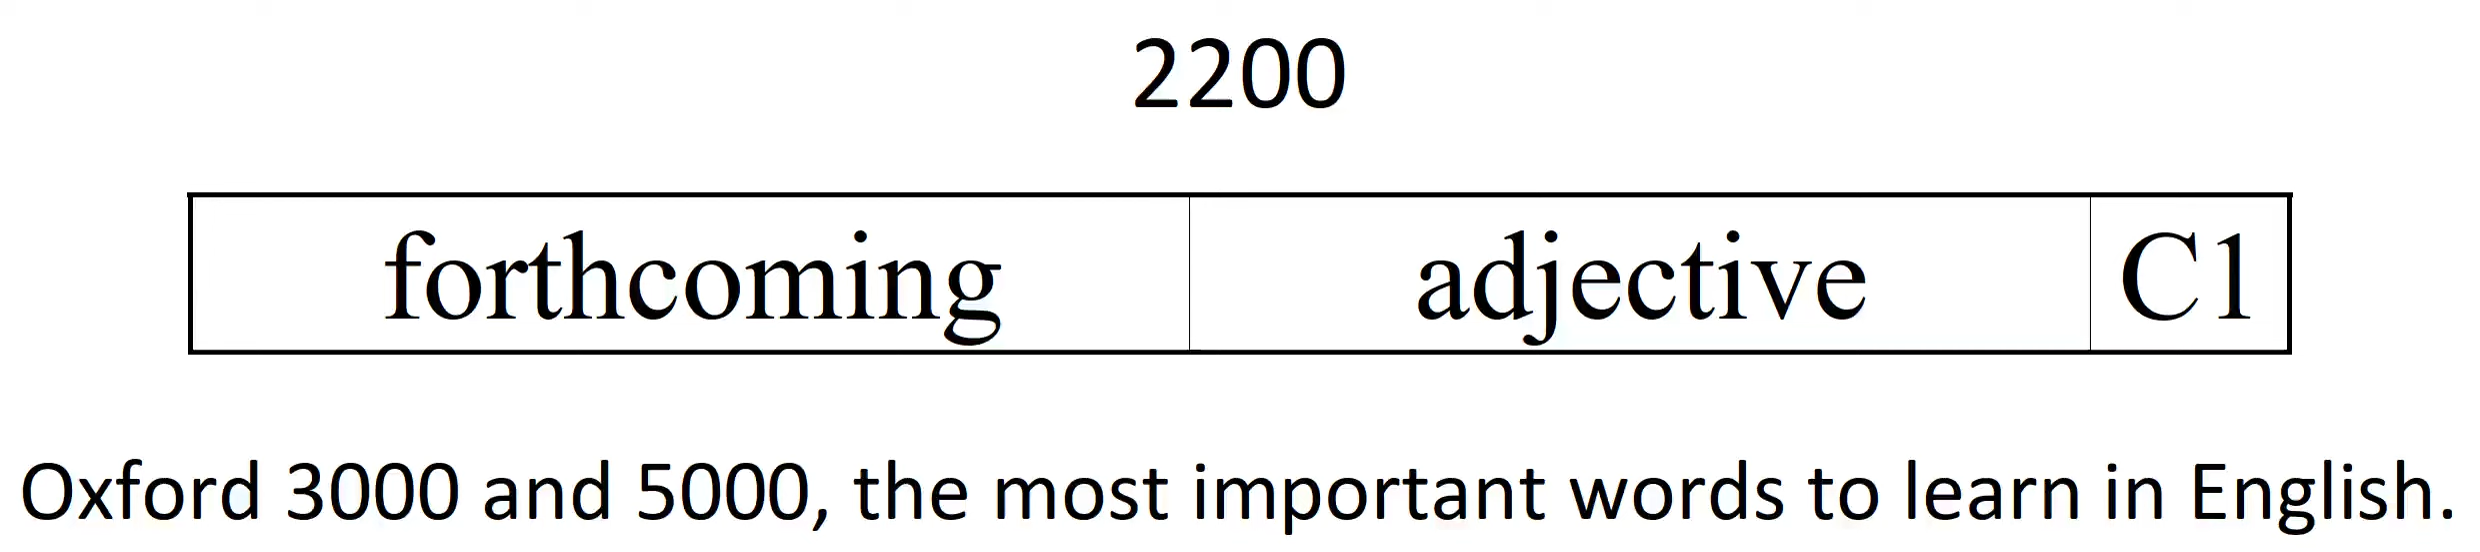 2200
forthcoming adjective C1
Oxford 3000 and 5000, the most important words to learn in English.